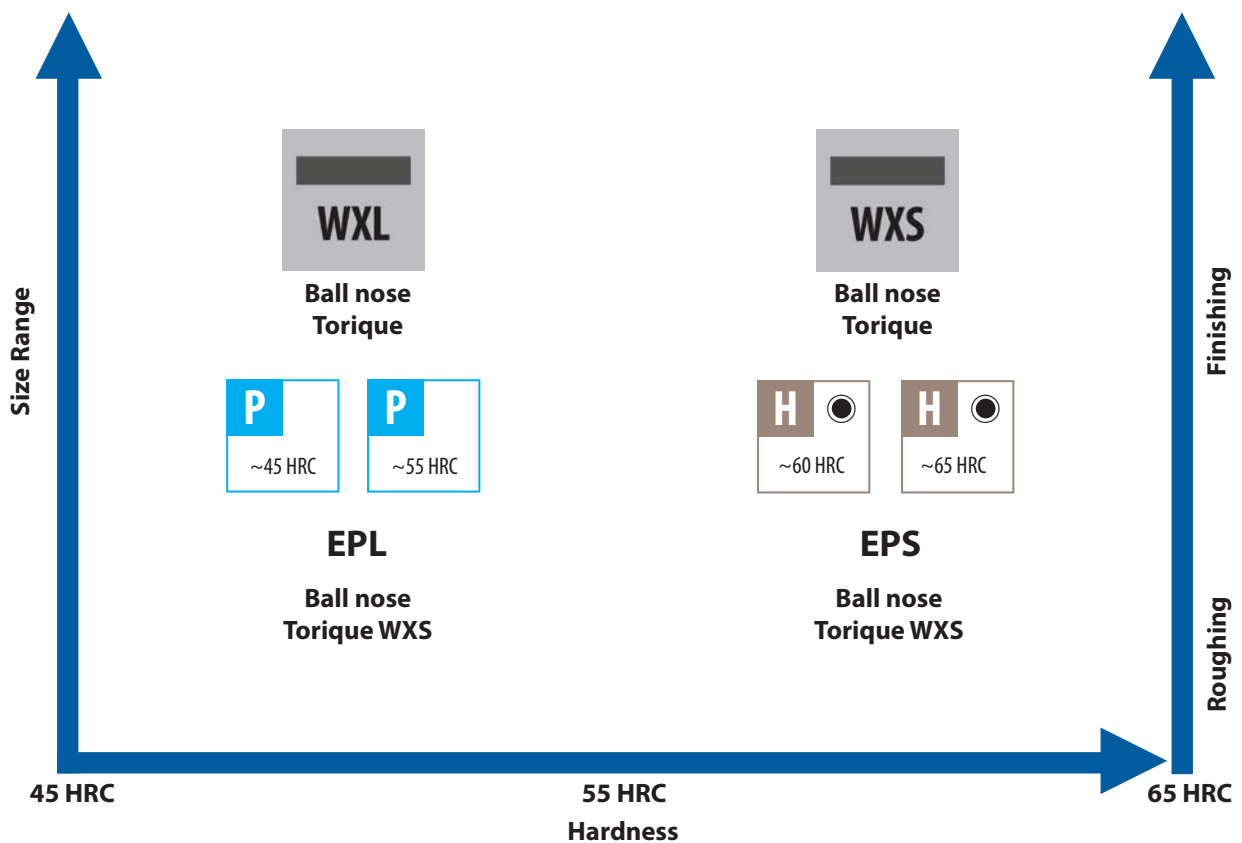 Size Range
WXL
Ball nose
Torique
P
~45 HRC
P
~55 HRC
EPL
Ball nose
Torique WXS
WXS
Ball nose
Torique
H
~60 HRC
H
~65 HRC
EPS
Ball nose
Torique WXS
Finishing
Roughing
45 HRC
55 HRC
65 HRC
Hardness